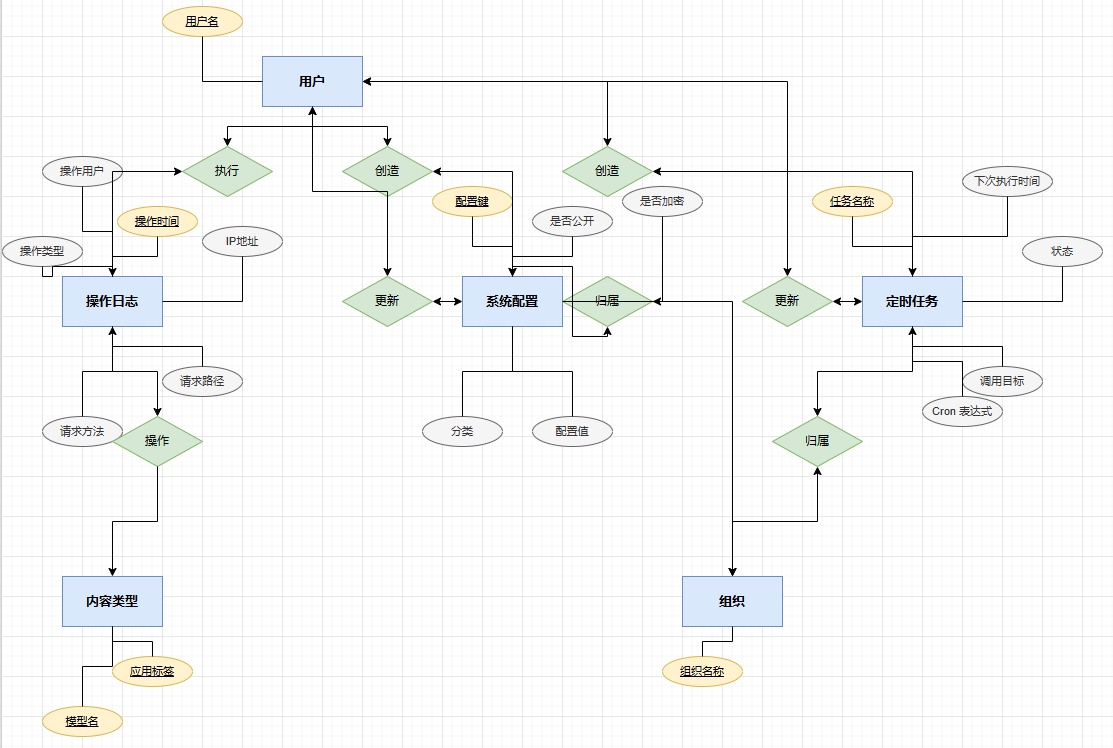 用户名
用户
执行
创造
创造
操作用户
下次执行时间
配置键
是否加密
任务名称
操作时间
是否公开
IP地址
操作类型
状态
操作日志
更新
系统配置
归属
更新
定时任务
请求路径
调用目标
Cron 表达式
请求方法
操作
分类
配置值
归属
内容类型
组织
应用标签
组织名称
模型名